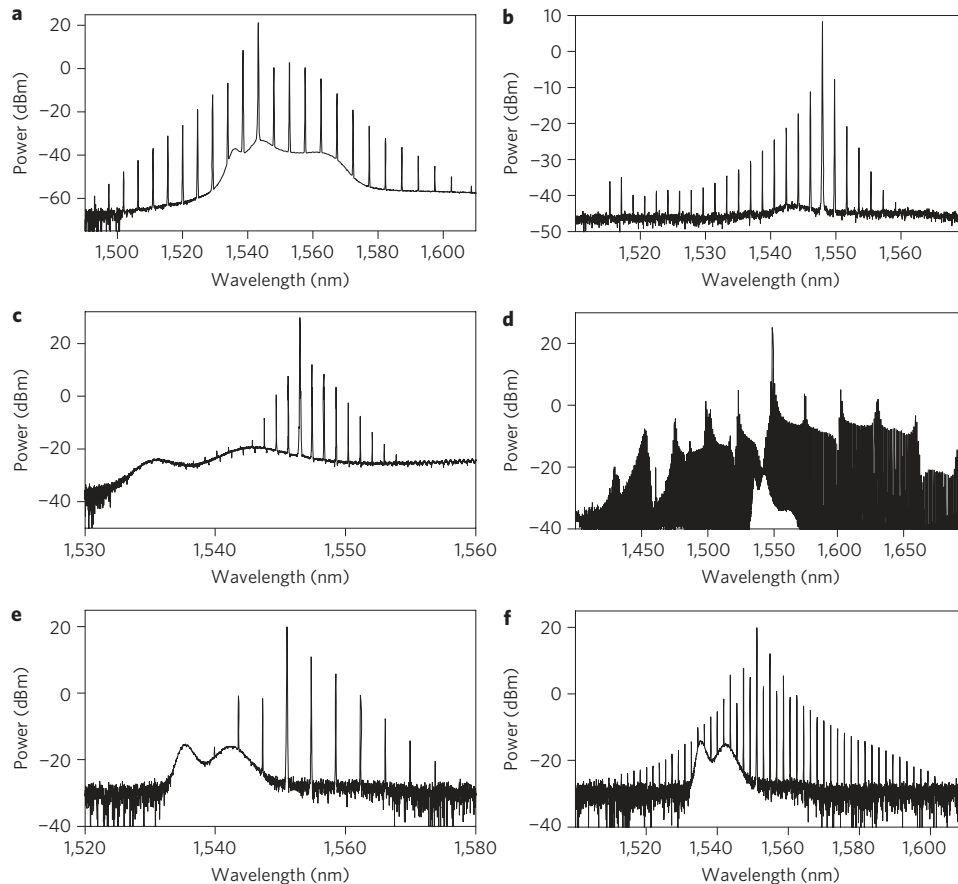 a
20
0
−20
−40
−60
Power (dBm)
1,500 1,520 1,540 1,560 1,580 1,600
Wavelength (nm)
b
10
0
−10
−20
−30
−40
−50
Power (dBm)
1,520 1,530 1,540 1,550 1,560
Wavelength (nm)
c
20
0
−20
−40
Power (dBm)
1,530 1,540 1,550 1,560
Wavelength (nm)
d
20
0
−20
−40
Power (dBm)
1,450 1,500 1,550 1,600 1,650
Wavelength (nm)
e
20
0
−20
−40
Power (dBm)
1,520 1,540 1,560 1,580
Wavelength (nm)
f
20
0
−20
−40
Power (dBm)
1,520 1,540 1,560 1,580 1,600
Wavelength (nm)